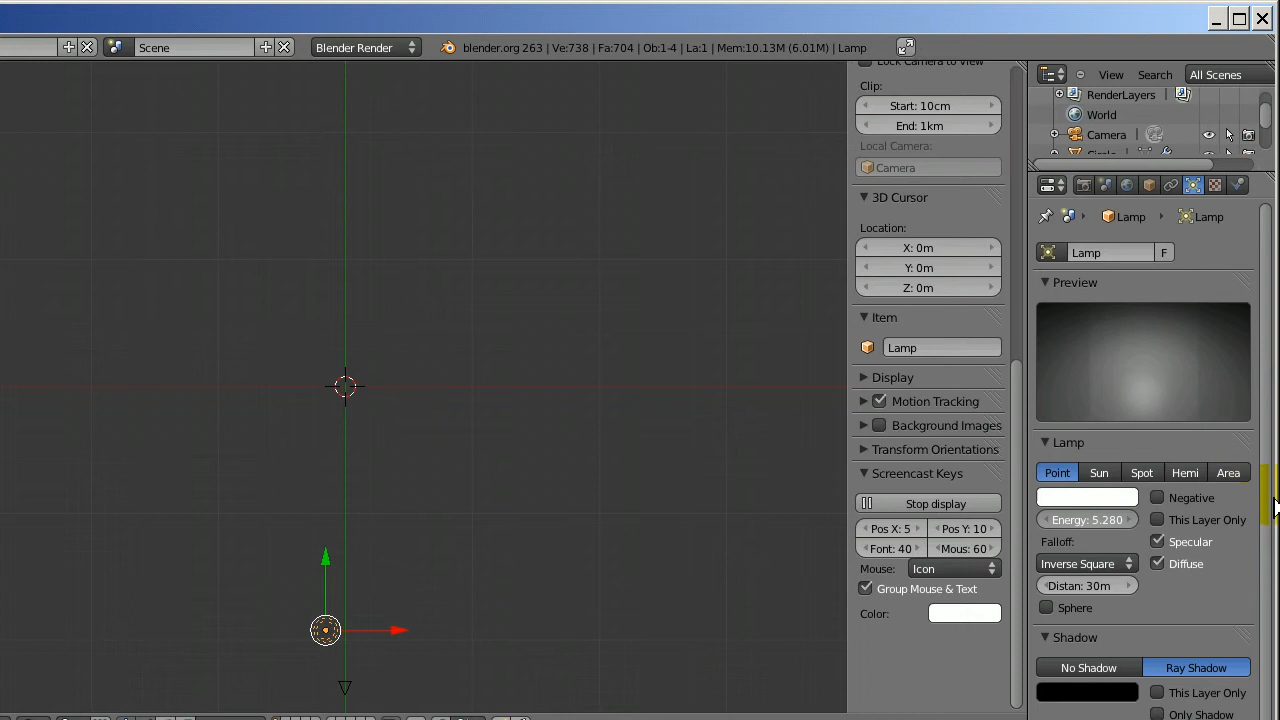 Scene
Blender Render
blender.org 263 | Ve:738 | Fa:704 | Ob:1-4 | La:1 | Mem:10.13M (6.01M) | Lamp
Lock Camera to View
Clip:
Start: 10cm
End: 1km
Local Camera:
Camera
3D Cursor
Location:
X: 0m
Y: 0m
Z: 0m
Item
Lamp
Display
Motion Tracking
Background Images
Transform Orientations
Screencast Keys
Stop display
Pos X: 5
Pos Y: 10
Font: 40
Mous: 60
Mouse:
Icon
Group Mouse & Text
Color:
View
Search
All Scenes
RenderLayers
World
Camera
Circle
Lamp
Lamp
Lamp
F
Preview
Lamp
Point
Sun
Spot
Hemi
Area
Negative
Energy: 5.280
This Layer Only
Falloff:
Specular
Inverse Square
Diffuse
Distan: 30m
Sphere
Shadow
No Shadow
Ray Shadow
This Layer Only
Only Shadow